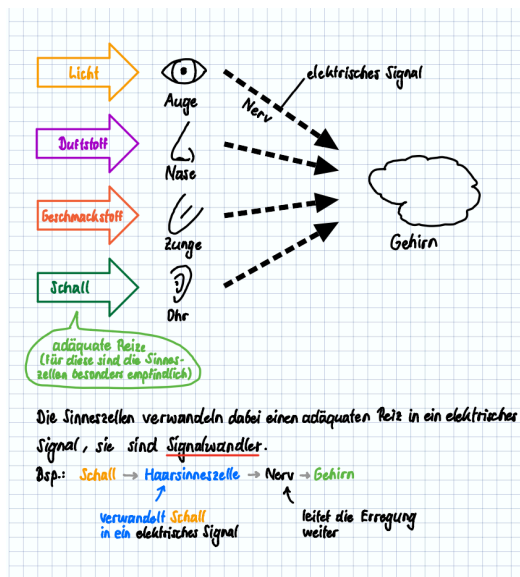 Licht
Auge
Nerv
elektrisches Signal
Duftstoff
Nase
Geschmackstoff
Zunge
Gehirn
Schall
Ohr
adäquate Reize
(für diese sind die Sinnes-
zellen besonders empfindlich)
Die Sinneszellen verwandeln dabei einen adäquaten Reiz in ein elektrisches
Signal, sie sind Signalwandler.
Bsp.: Schall → Haarsinneszelle → Nerv → Gehirn
verwandelt Schall
in ein elektrisches Signal
leitet die Erregung
weiter